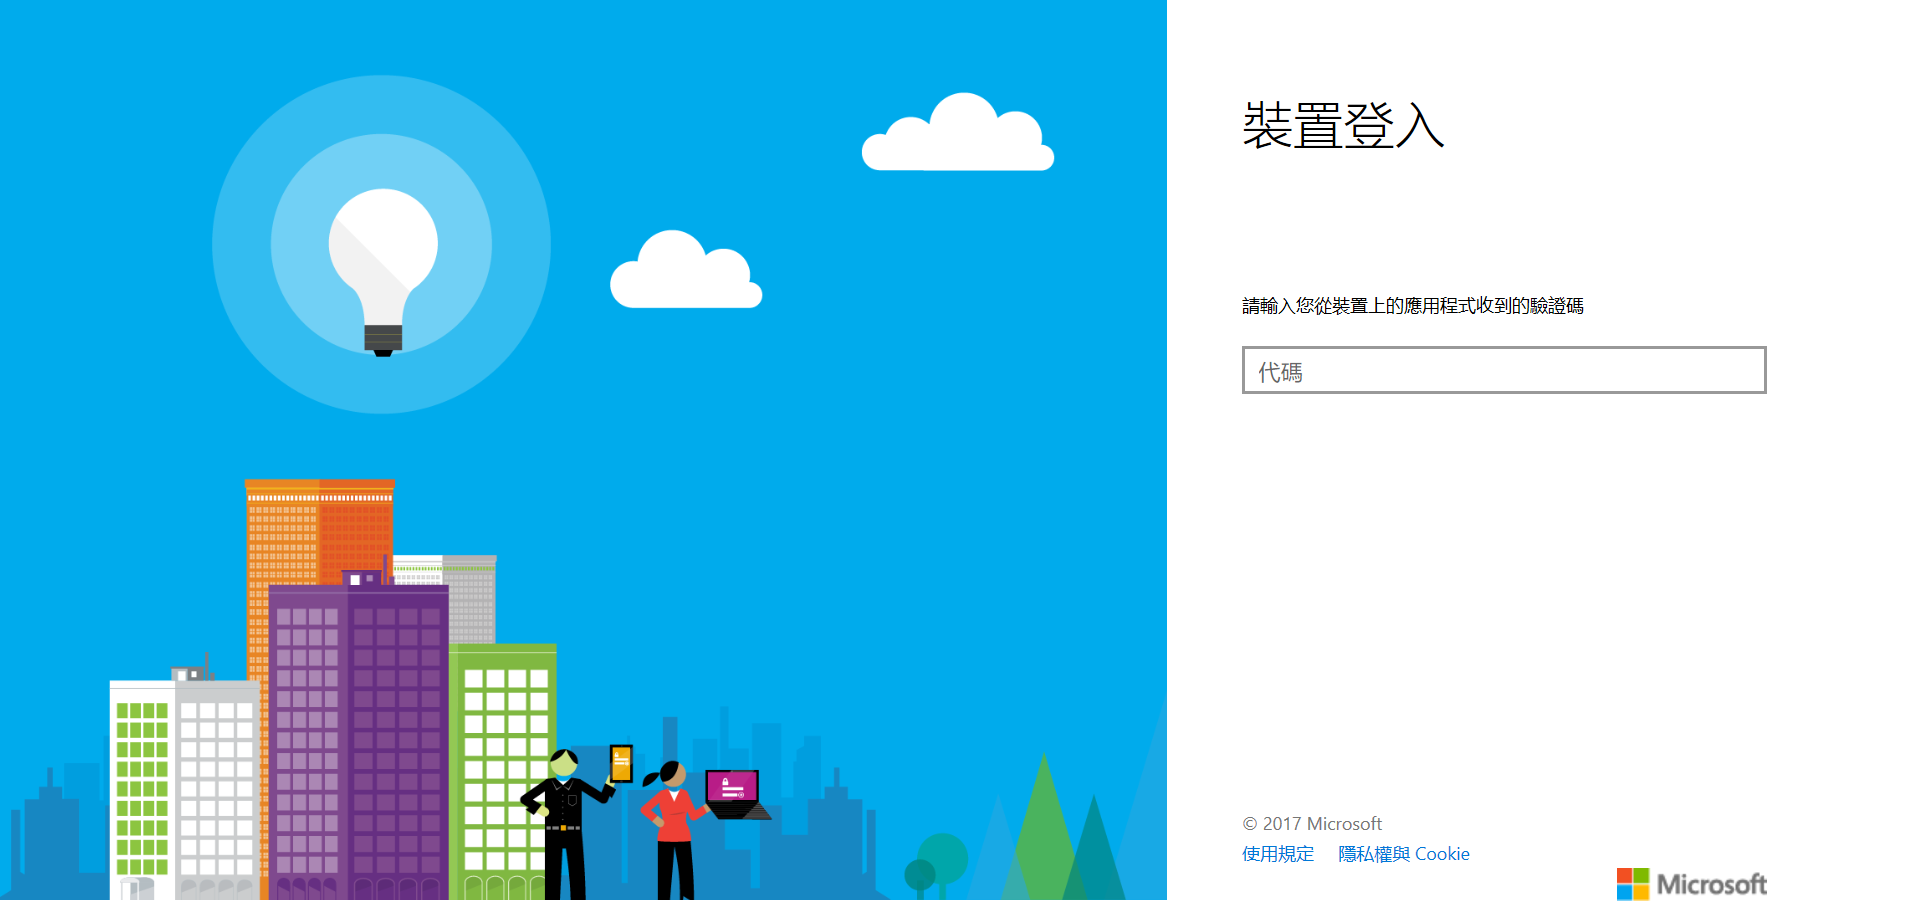 裝置登入
請輸入您從裝置上的應用程式收到的驗證碼
代碼
© 2017 Microsoft
使用規定 隱私權與 Cookie
Microsoft